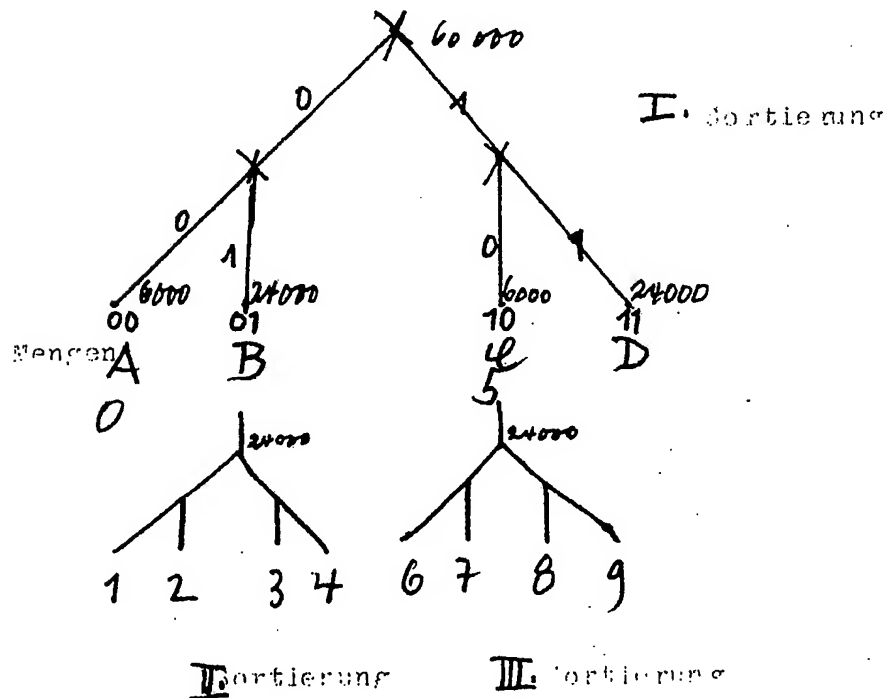 60 000
0 1
I. Sortierung
0 1 0 1
6000 24000 6000 24000
00 01 10 11
Mengen A B C D
0 5
24000 24000
1 2 3 4 6 7 8 9
II. Sortierung III. Sortierung